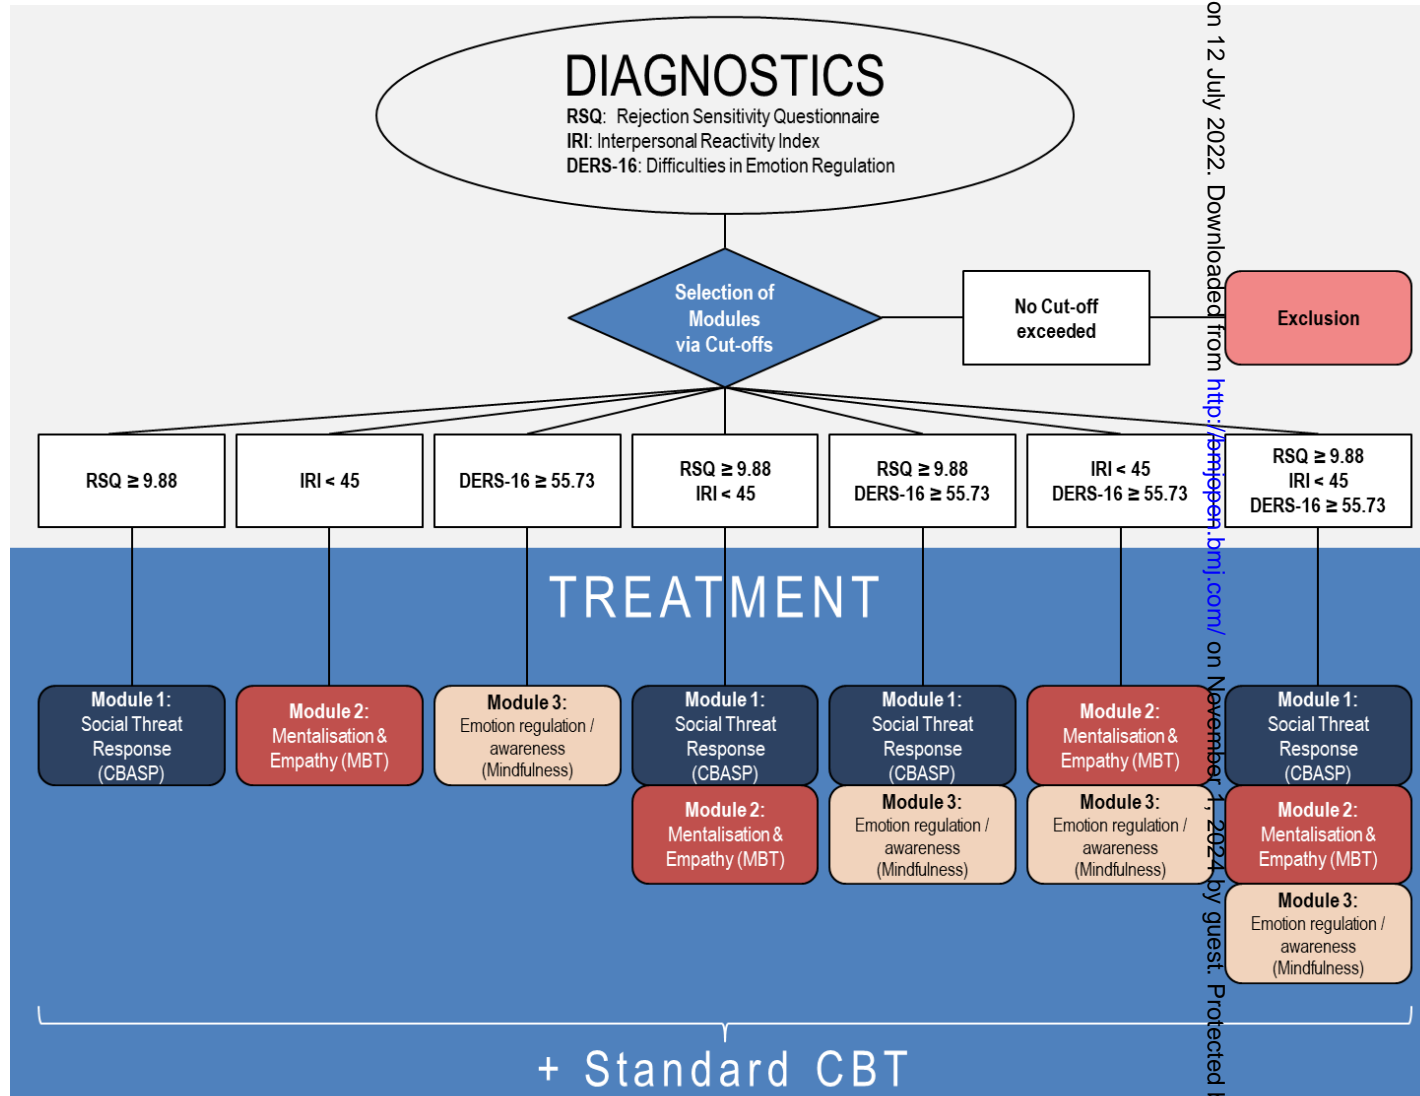 DIAGNOSTICS
RSQ: Rejection Sensitivity Questionnaire
IRI: Interpersonal Reactivity Index
DERS-16: Difficulties in Emotion Regulation
Selection of
Modules
via Cut-offs
No Cut-off
exceeded
Exclusion
RSQ ≥ 9.88
IRI < 45
DERS-16 ≥ 55.73
RSQ ≥ 9.88
IRI < 45
RSQ ≥ 9.88
DERS-16 ≥ 55.73
IRI < 45
DERS-16 ≥ 55.73
RSQ ≥ 9.88
IRI < 45
DERS-16 ≥ 55.73
TREATMENT
Module 1:
Social Threat
Response
(CBASP)
Module 2:
Mentalisation &
Empathy (MBT)
Module 3:
Emotion regulation /
awareness
(Mindfulness)
Module 1:
Social Threat
Response
(CBASP)
Module 2:
Mentalisation &
Empathy (MBT)
Module 1:
Social Threat
Response
(CBASP)
Module 3:
Emotion regulation /
awareness
(Mindfulness)
Module 2:
Mentalisation &
Empathy (MBT)
Module 3:
Emotion regulation /
awareness
(Mindfulness)
Module 1:
Social Threat
Response
(CBASP)
Module 2:
Mentalisation &
Empathy (MBT)
Module 3:
Emotion regulation /
awareness
(Mindfulness)
+ Standard CBT
on 12 July 2022. Downloaded from http://bmjopen.bmj.com/ on November 1, 2024 by guest. Protected